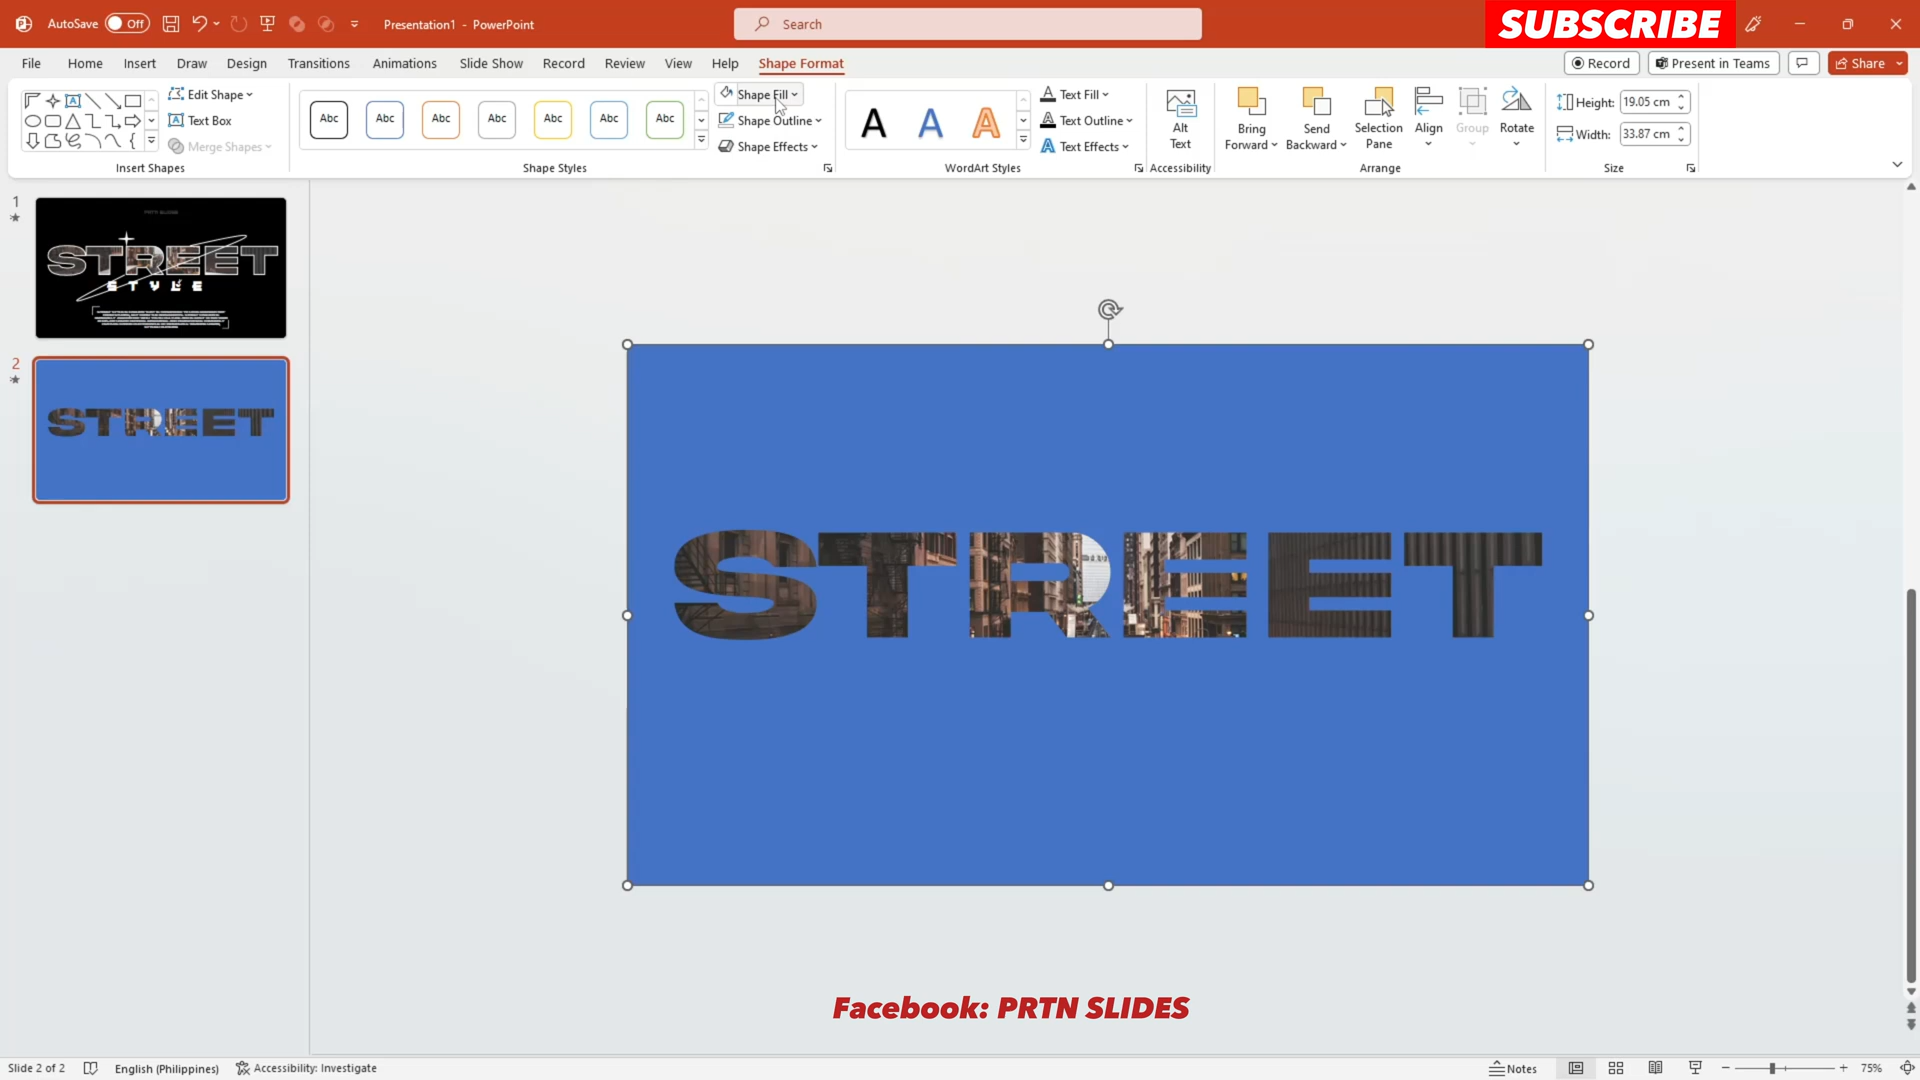 AutoSave Off
Presentation1 - PowerPoint
Search
SUBSCRIBE
File Home Insert Draw Design Transitions Animations Slide Show Record Review View Help Shape Format
Record Present in Teams Share
Edit Shape
Text Box
Merge Shapes
Insert Shapes
Abc Abc Abc Abc Abc Abc Abc
Shape Fill
Shape Outline
Shape Effects
Shape Styles
A A A
Text Fill
Text Outline
Text Effects
WordArt Styles
Alt Text
Accessibility
Bring Forward
Send Backward
Selection Pane
Align
Group
Rotate
Arrange
Height: 19.05 cm
Width: 33.87 cm
Size
1
PRTN SLIDES
STREET
STYLE
2
STREET
STREET
Facebook: PRTN SLIDES
Slide 2 of 2 English (Philippines) Accessibility: Investigate Notes 75%